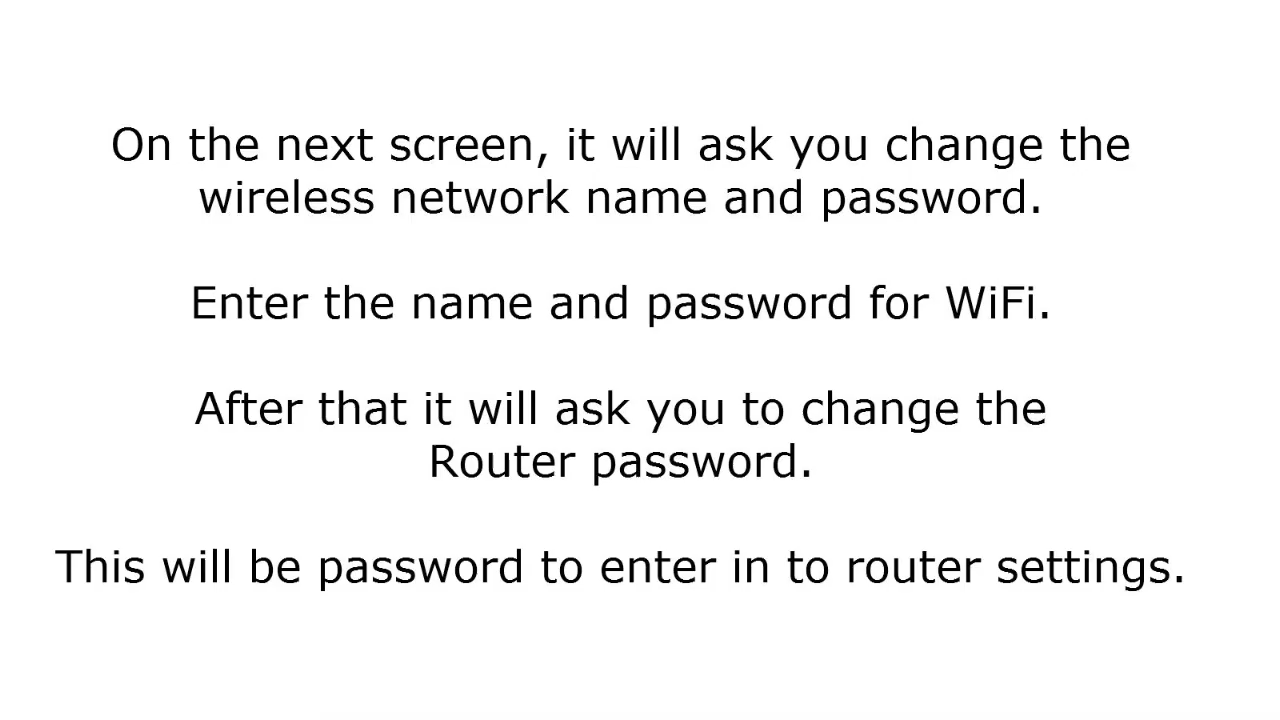 On the next screen, it will ask you change the
wireless network name and password.
Enter the name and password for WiFi.
After that it will ask you to change the
Router password.
This will be password to enter in to router settings.